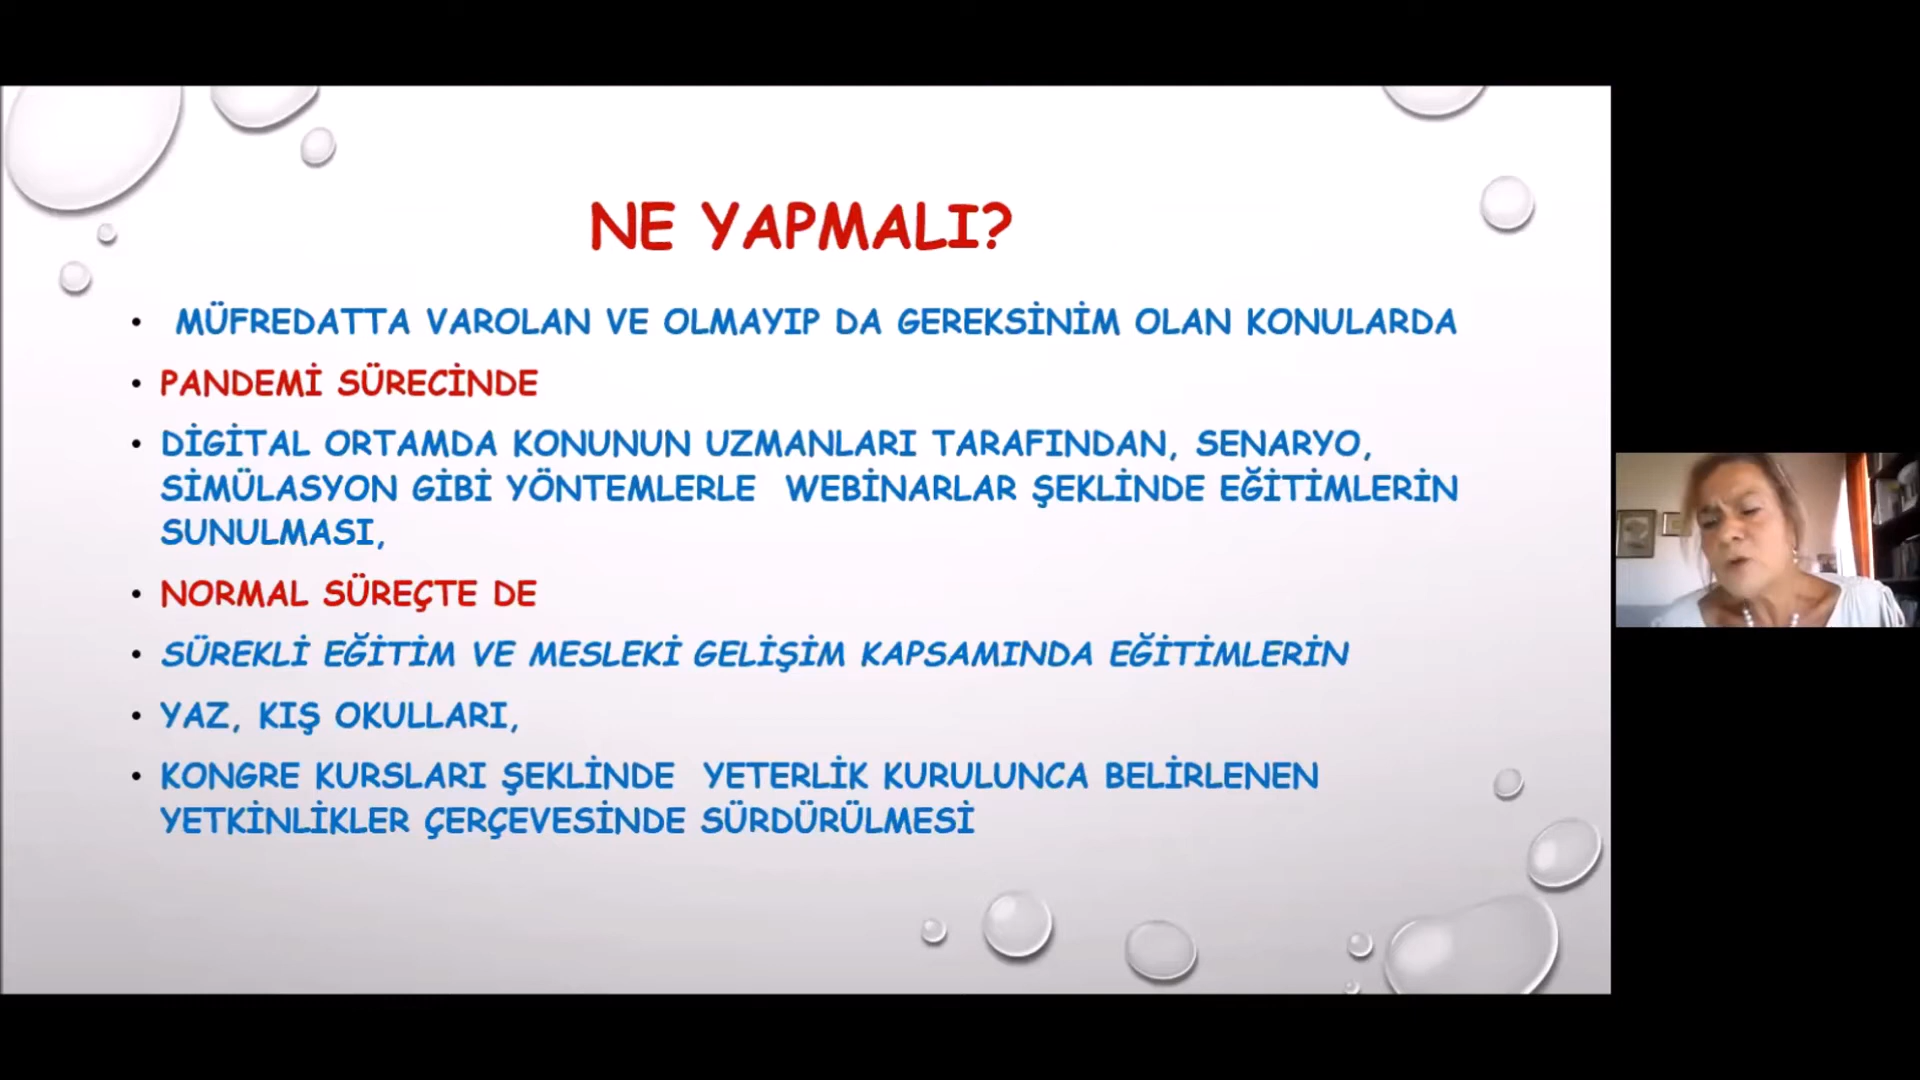 NE YAPMALI?
• MÜFREDATTA VAROLAN VE OLMAYIP DA GEREKSİNİM OLAN KONULARDA
• PANDEMİ SÜRECİNDE
• DİGİTAL ORTAMDA KONUNUN UZMANLARI TARAFINDAN, SENARYO,
SİMÜLASYON GİBİ YÖNTEMLERLE WEBİNARLAR ŞEKLİNDE EĞİTİMLERİN
SUNULMASI,
• NORMAL SÜREÇTE DE
• SÜREKLİ EĞİTİM VE MESLEKİ GELİŞİM KAPSAMINDA EĞİTİMLERİN
• YAZ, KIŞ OKULLARI,
• KONGRE KURSLARI ŞEKLİNDE YETERLİK KURULUNCA BELİRLENEN
YETKİNLİKLER ÇERÇEVESİNDE SÜRDÜRÜLMESİ